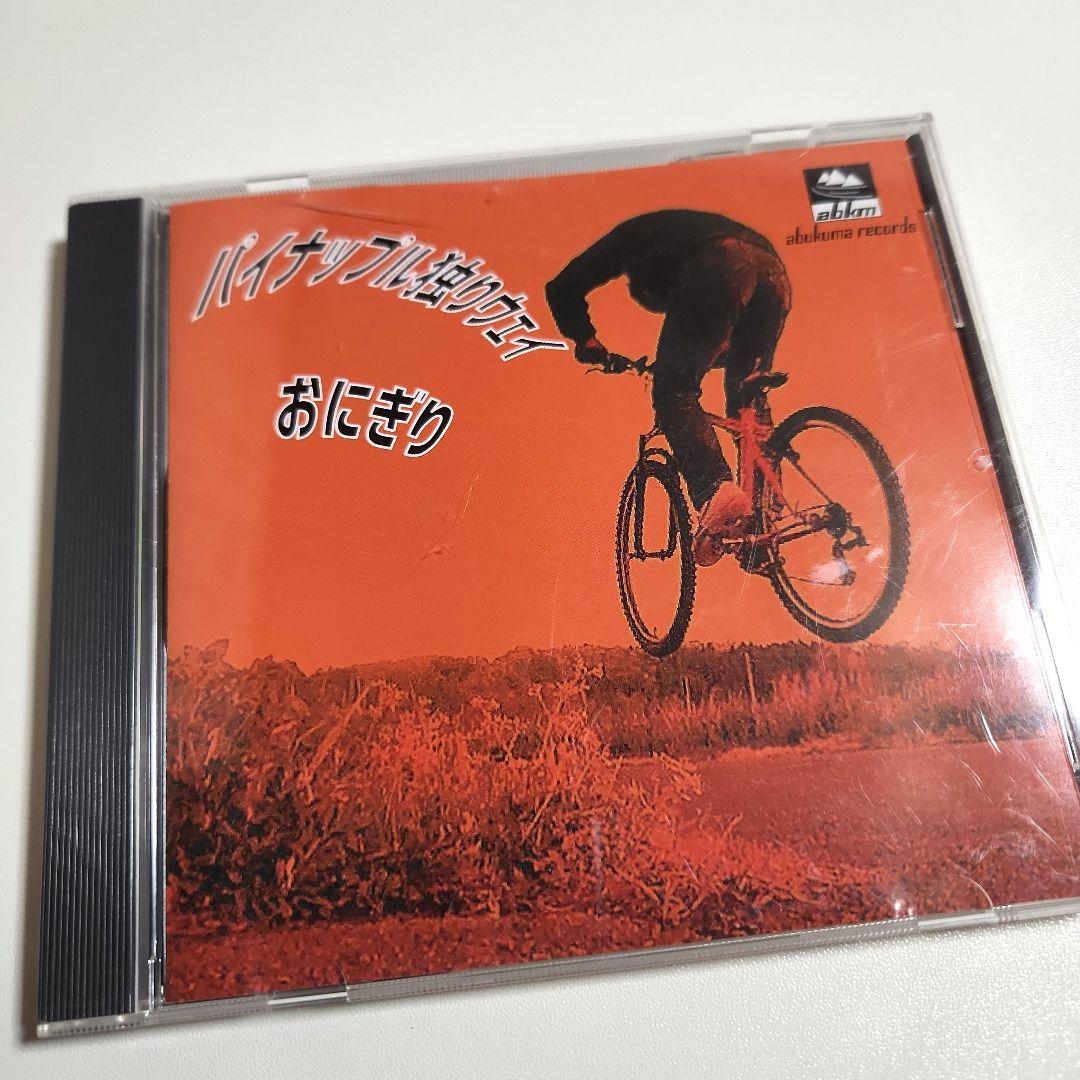 abkm
abukuma records
パイナップル独りウェイ
おにぎり